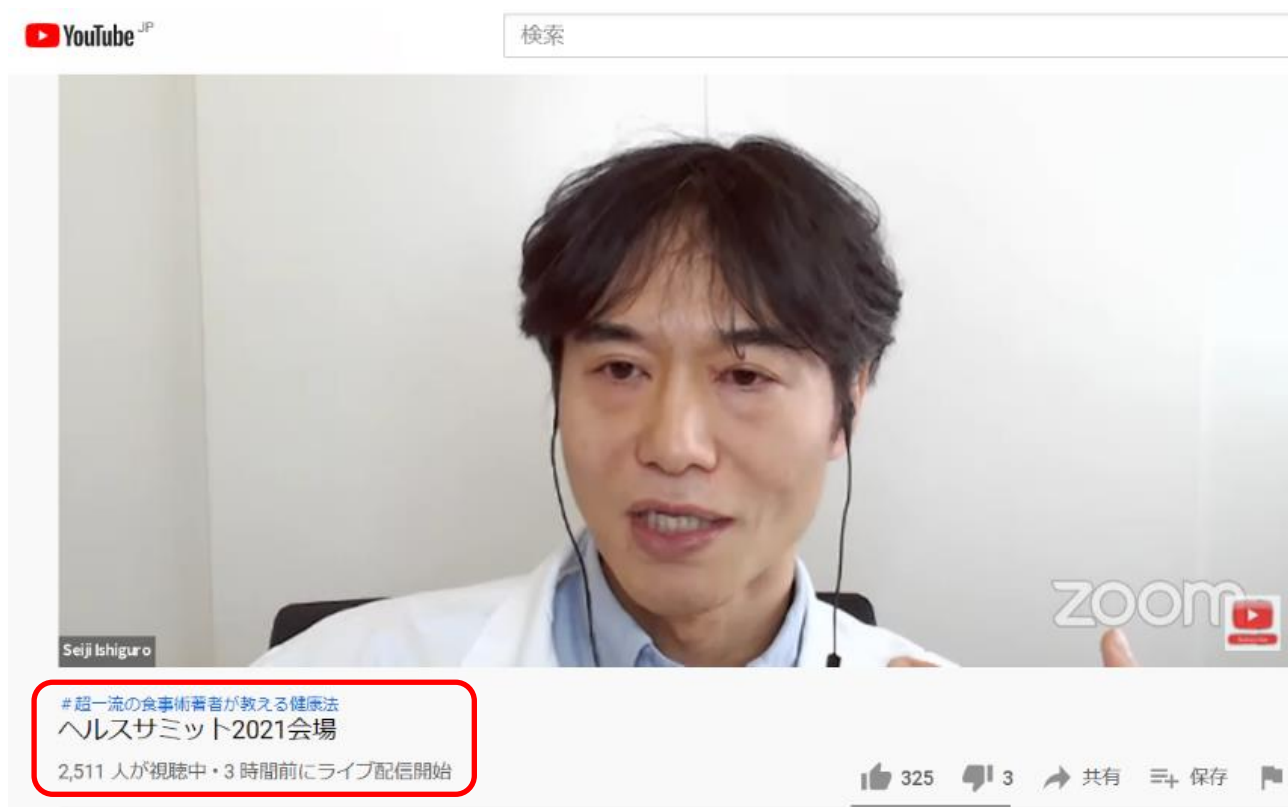 YouTube JP
検索
zoom
Seiji Ishiguro
#超一流の食事術著者が教える健康法
ヘルスサミット2021会場
2,511 人が視聴中・3 時間前にライブ配信開始
325
3
共有
保存